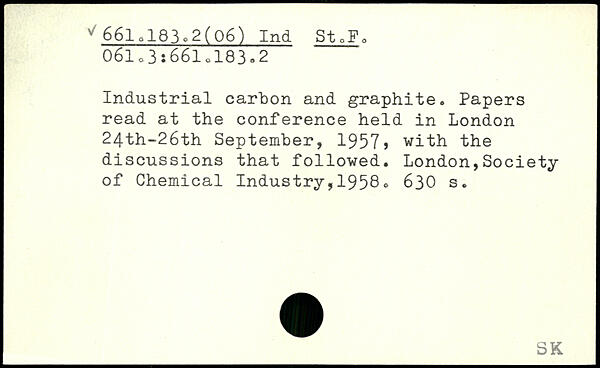 √ 661.183.2(06) Ind St.F.
061.3:661.183.2
Industrial carbon and graphite. Papers
read at the conference held in London
24th-26th September, 1957, with the
discussions that followed. London,Society
of Chemical Industry,1958. 630 s.
SK